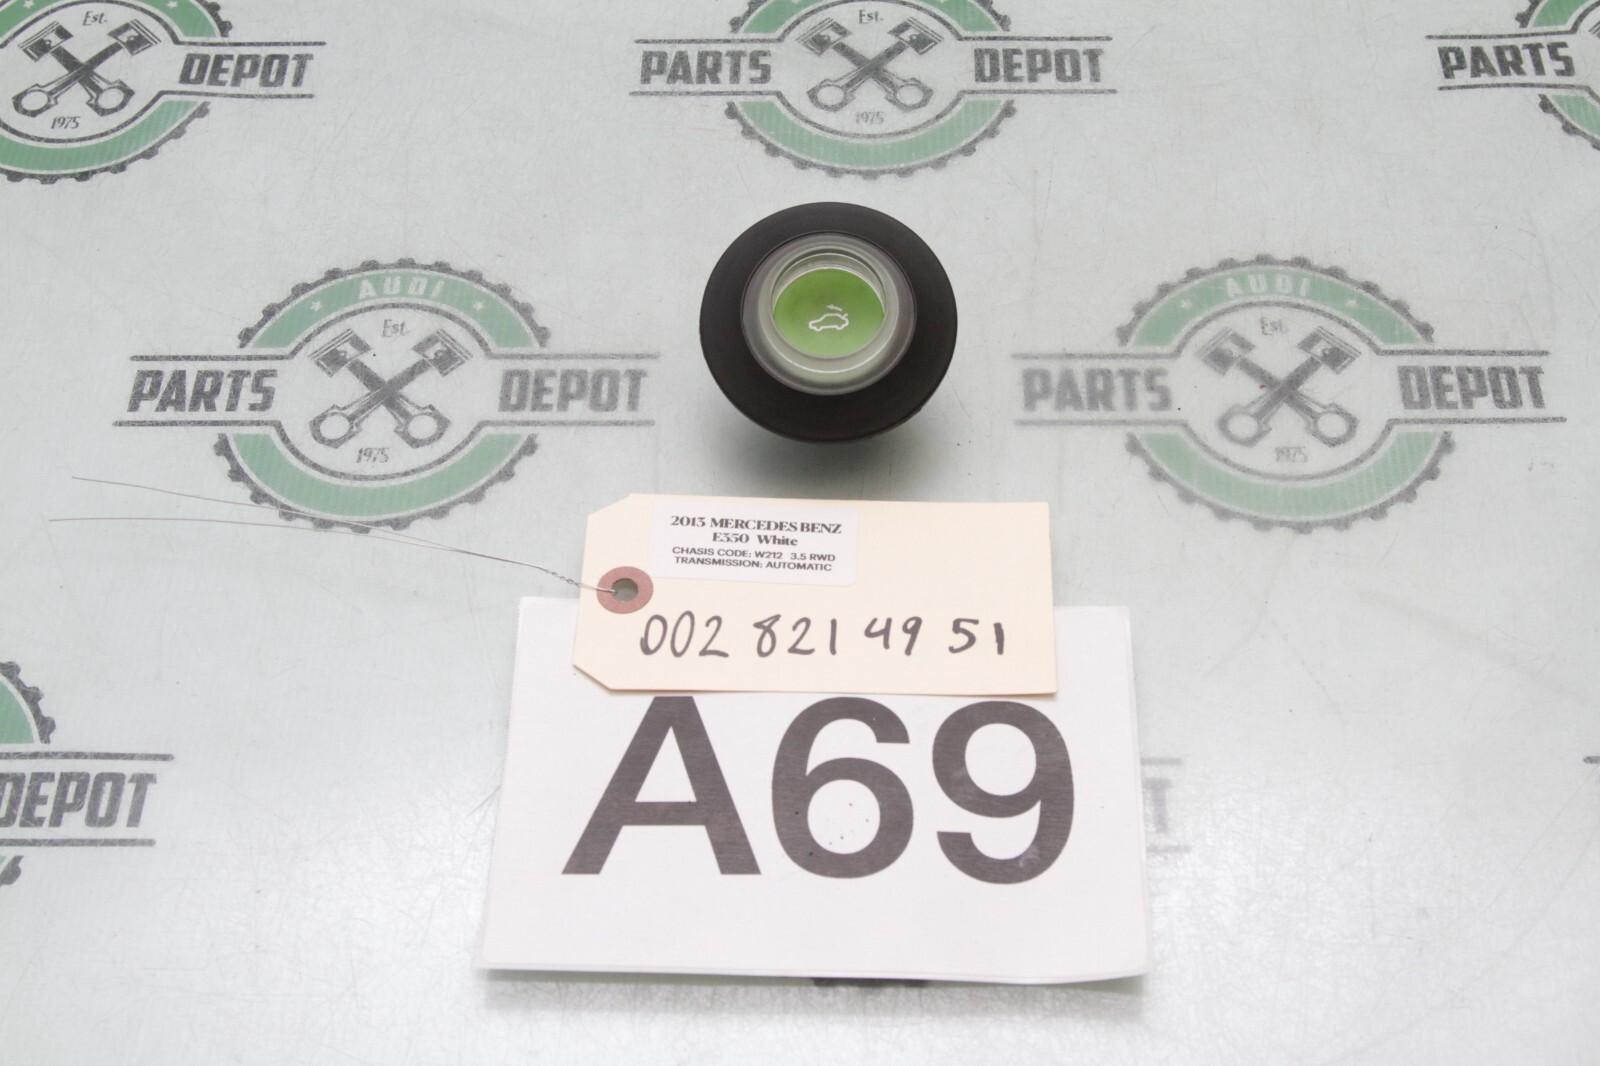 Est.
DEPOT
1975
Est.
PARTS DEPOT
1975
PARTS
AUDI
Est.
PARTS DEPOT
1975
AUDI
Est.
PARTS DEPOT
1975
2013 MERCEDES BENZ
E350 White
CHASIS CODE: W212 3.5 RWD
TRANSMISSION: AUTOMATIC
002 821 49 51
A69
DEPOT
T